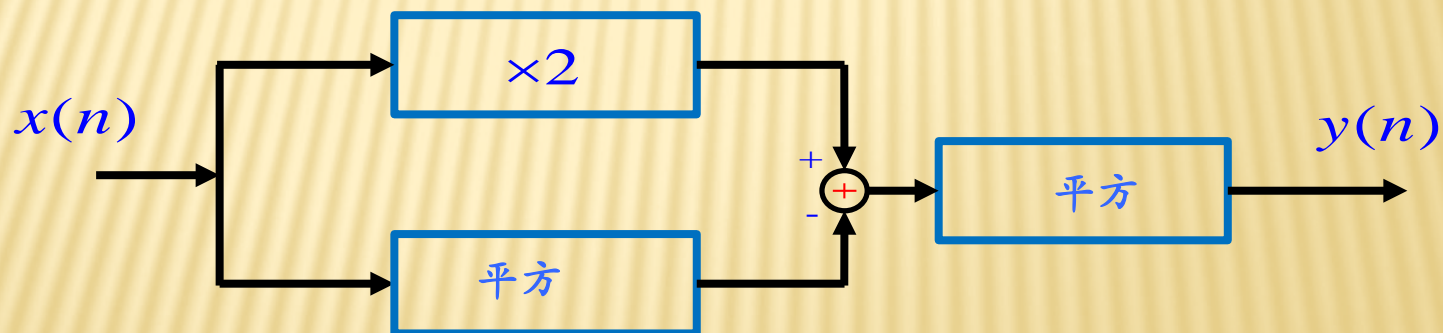 ×2
x(n)
y(n)
+
+
平方
-
平方